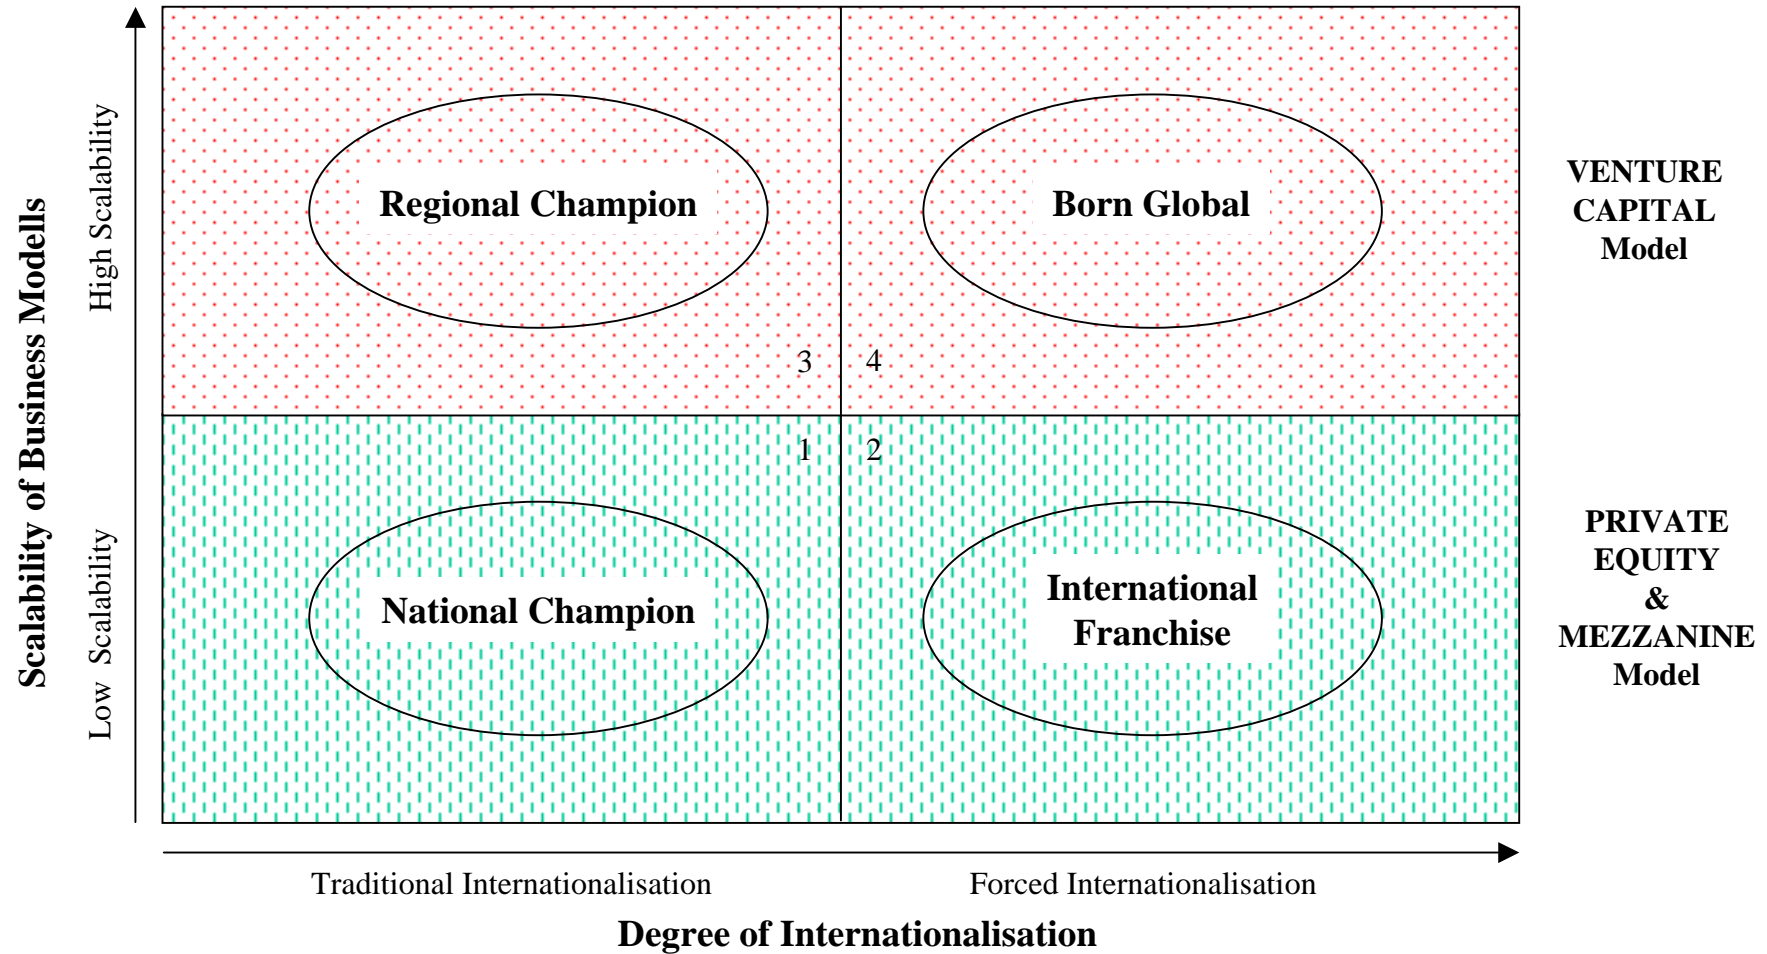 Scalability of Business Modells
High Scalability
Low Scalability
Regional Champion
Born Global
VENTURE
CAPITAL
Model
3
4
1
2
National Champion
International
Franchise
PRIVATE
EQUITY
&
MEZZANINE
Model
Traditional Internationalisation
Forced Internationalisation
Degree of Internationalisation